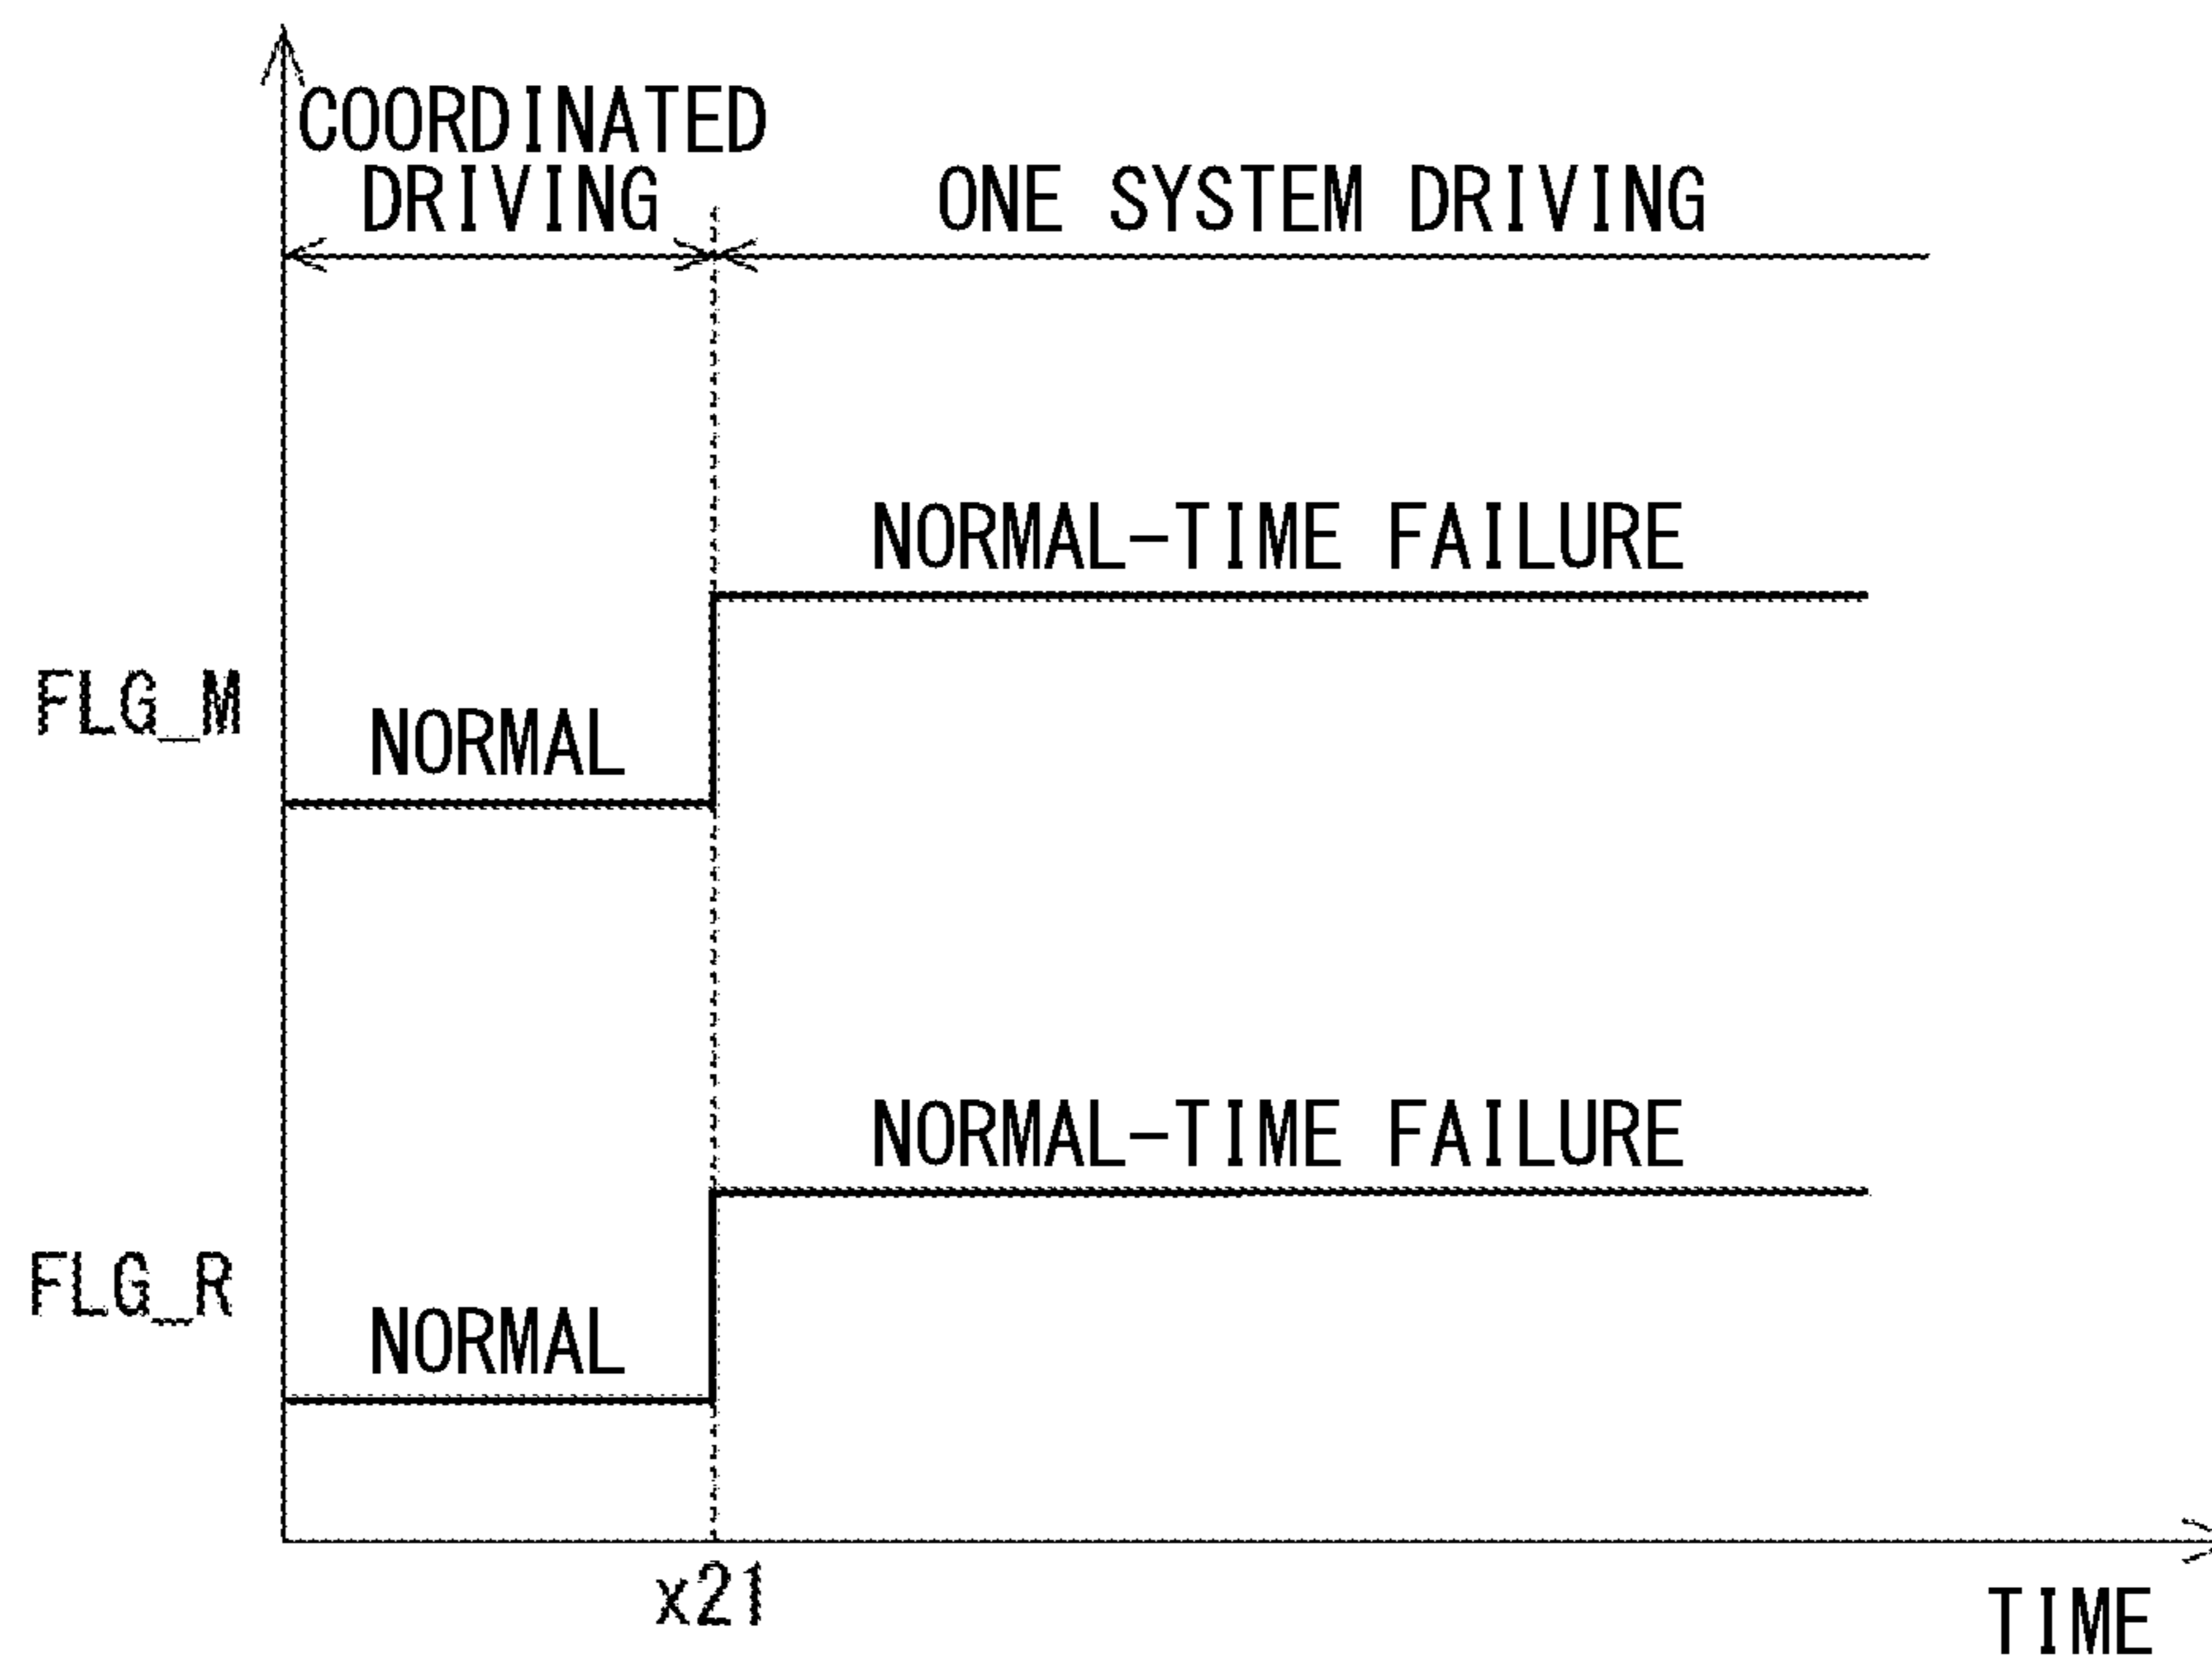 COORDINATED
DRIVING
ONE SYSTEM DRIVING
NORMAL-TIME FAILURE
FLG_M
NORMAL
NORMAL-TIME FAILURE
FLG_R
NORMAL
x21
TIME